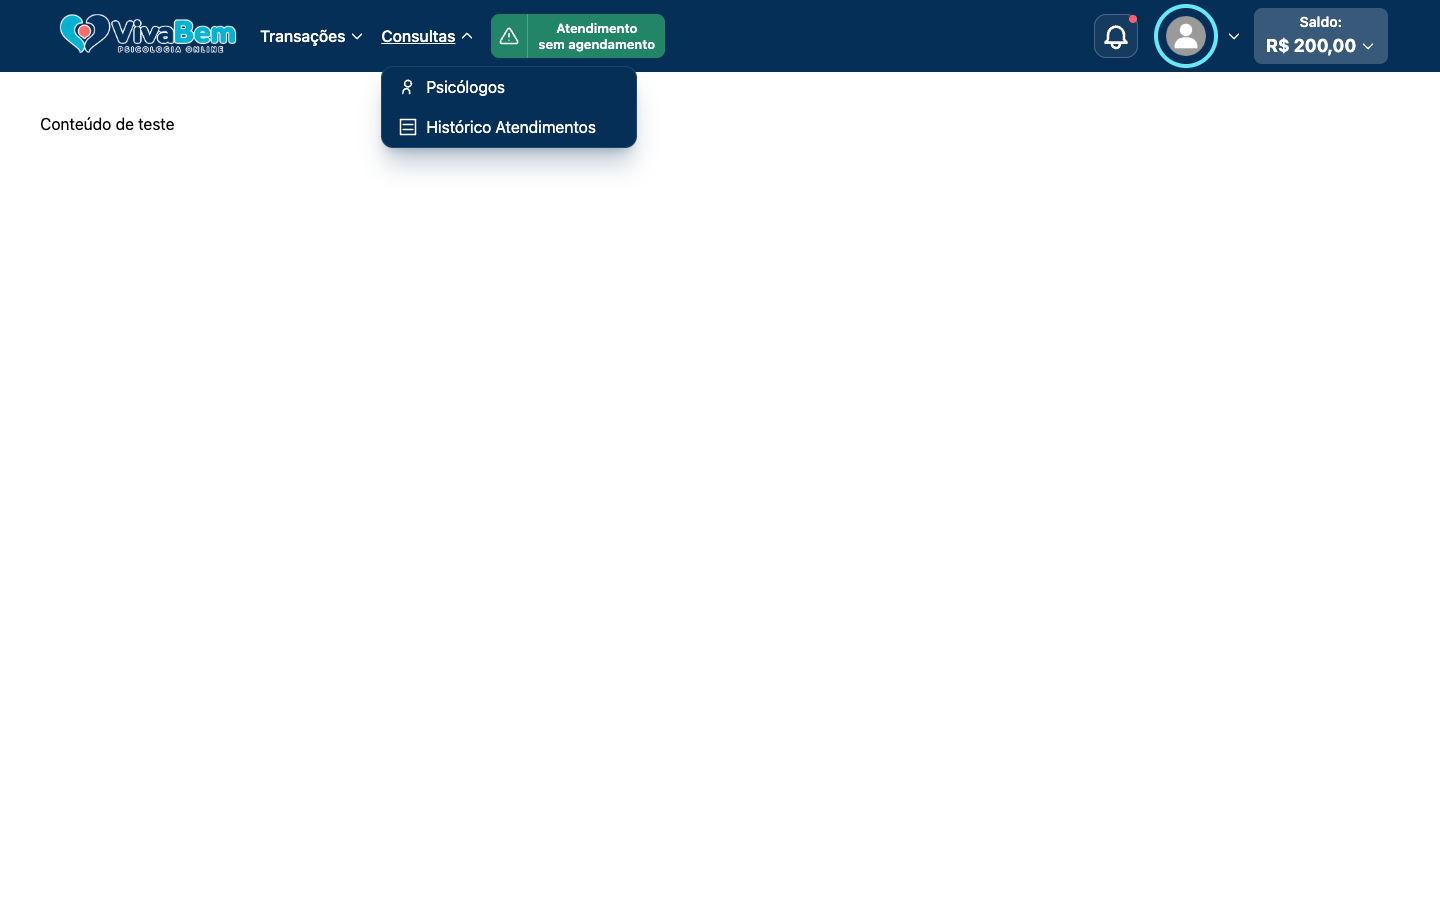 VivaBem
PSICOLOGIA ONLINE
Transações
Consultas
Atendimento
sem agendamento
Saldo:
R$ 200,00
Psicólogos
Histórico Atendimentos
Conteúdo de teste